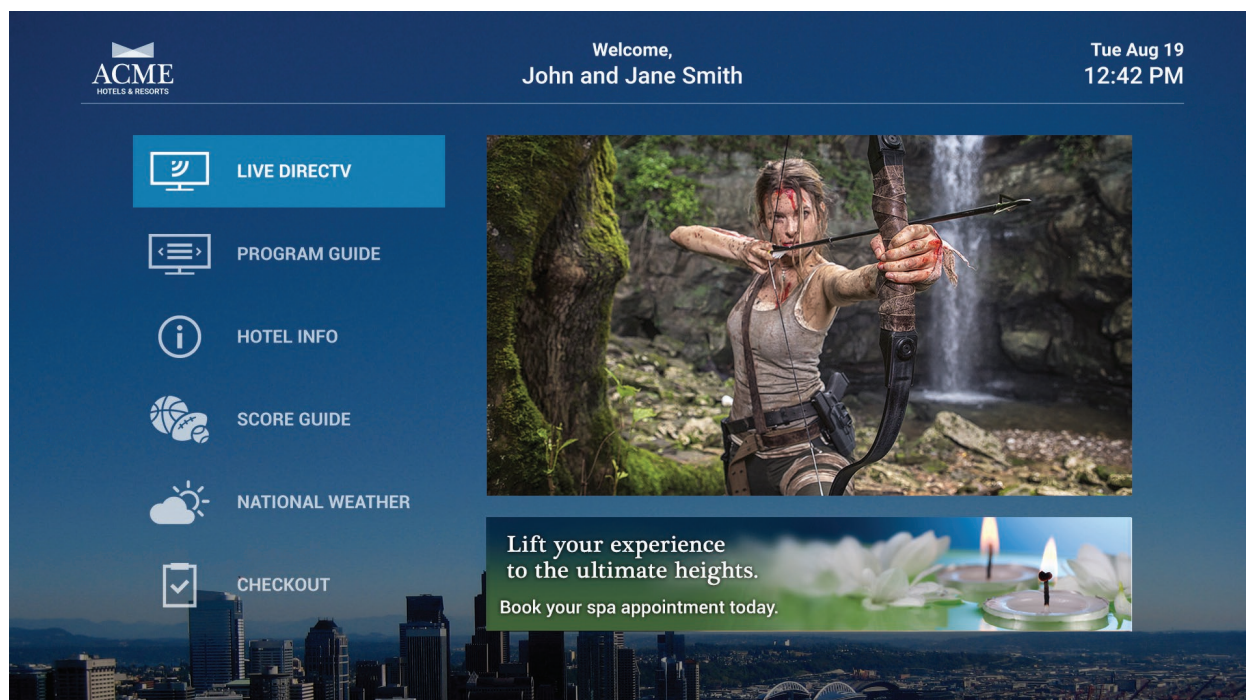 ACME
HOTELS & RESORTS
Welcome,
John and Jane Smith
Tue Aug 19
12:42 PM
LIVE DIRECTV
PROGRAM GUIDE
HOTEL INFO
SCORE GUIDE
NATIONAL WEATHER
CHECKOUT
Lift your experience
to the ultimate heights.
Book your spa appointment today.